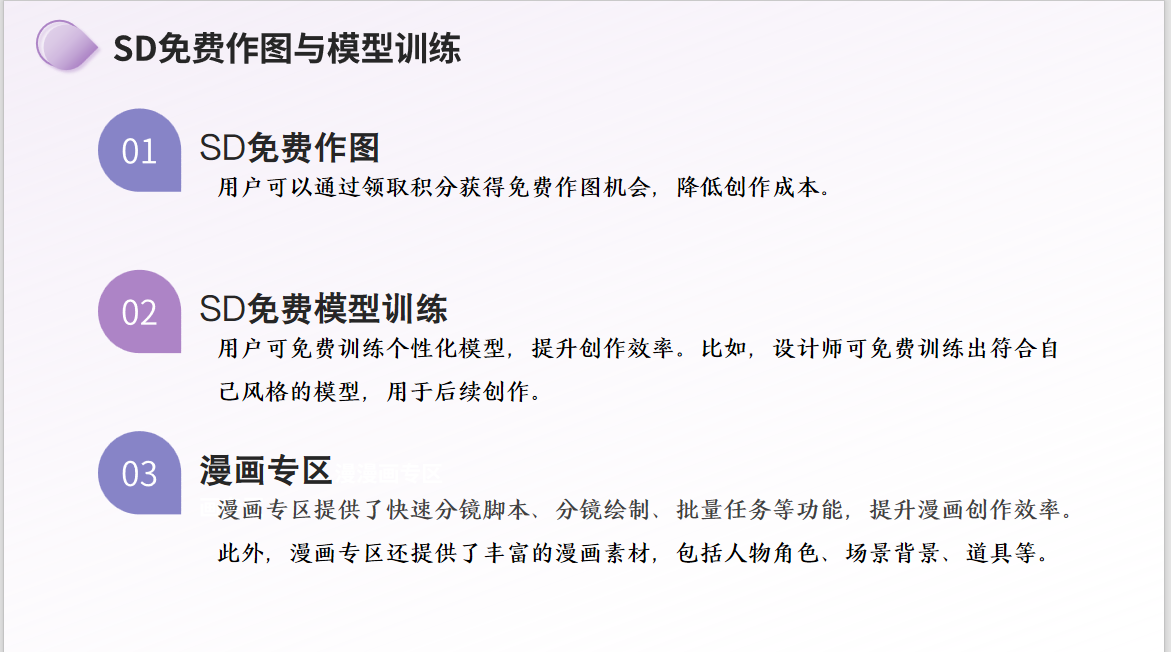 SD免费作图与模型训练
01
SD免费作图
用户可以通过领取积分获得免费作图机会，降低创作成本。
02
SD免费模型训练
用户可免费训练个性化模型，提升创作效率。比如，设计师可免费训练出符合自
己风格的模型，用于后续创作。
03
漫画专区
漫画专区提供了快速分镜脚本、分镜绘制、批量任务等功能，提升漫画创作效率。
此外，漫画专区还提供了丰富的漫画素材，包括人物角色、场景背景、道具等。